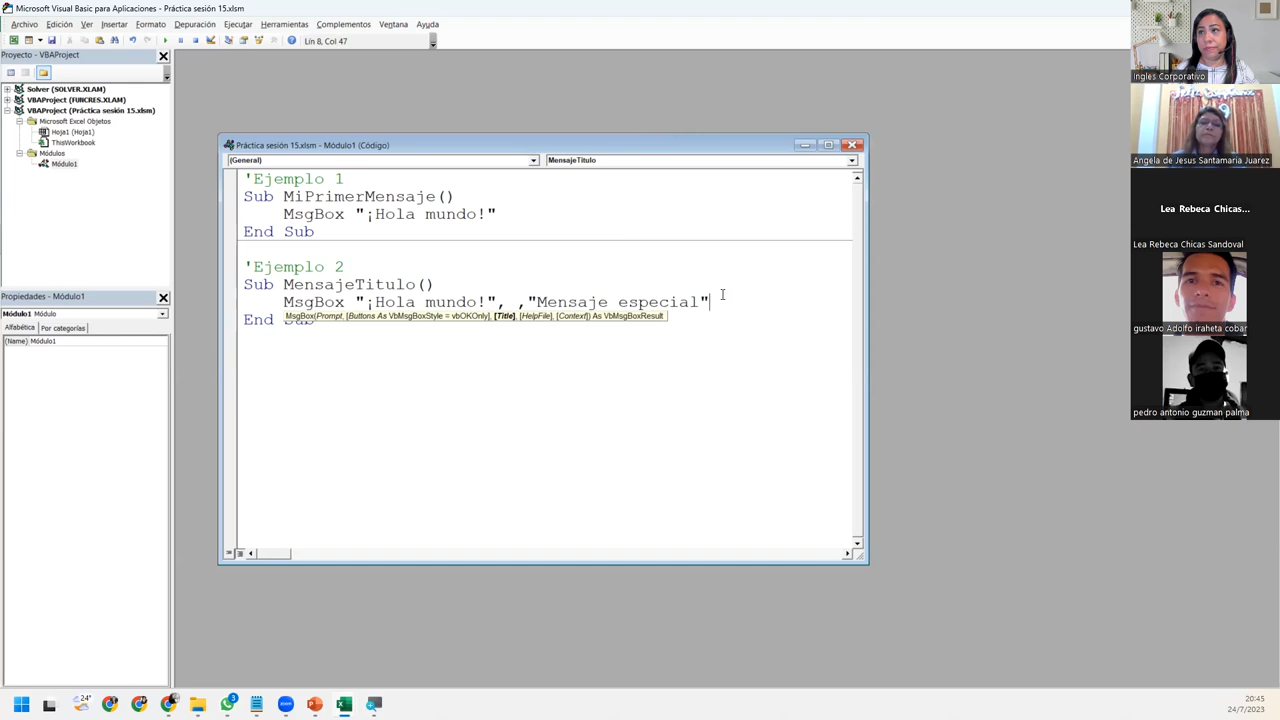 Microsoft Visual Basic para Aplicaciones - Práctica sesión 15.xlsm
Archivo Edición Ver Insertar Formato Depuración Ejecutar Herramientas Complementos Ventana Ayuda
Lín 8, Col 47
Proyecto - VBAProject
Solver (SOLVER.XLAM)
VBAProject (FUNCRES.XLAM)
VBAProject (Práctica sesión 15.xlsm)
Microsoft Excel Objetos
Hoja1 (Hoja1)
ThisWorkbook
Módulos
Módulo1
Propiedades - Módulo1
Módulo1 Módulo
Alfabética Por categorías
(Name) Módulo1
Práctica sesión 15.xlsm - Módulo1 (Código)
(General) MensajeTitulo
'Ejemplo 1
Sub MiPrimerMensaje()
MsgBox "¡Hola mundo!"
End Sub
'Ejemplo 2
Sub MensajeTitulo()
MsgBox "¡Hola mundo!", ,"Mensaje especial"
MsgBox(Prompt, [Buttons As VbMsgBoxStyle = vbOKOnly], [Title], [HelpFile], [Context]) As VbMsgBoxResult
End Sub
Ingles Corporativo
Angela de Jesus Santamaria Juarez
Lea Rebeca Chicas...
Lea Rebeca Chicas Sandoval
gustavo Adolfo iraheta cobar
pedro antonio guzman palma
24°
3
20:45
24/7/2023